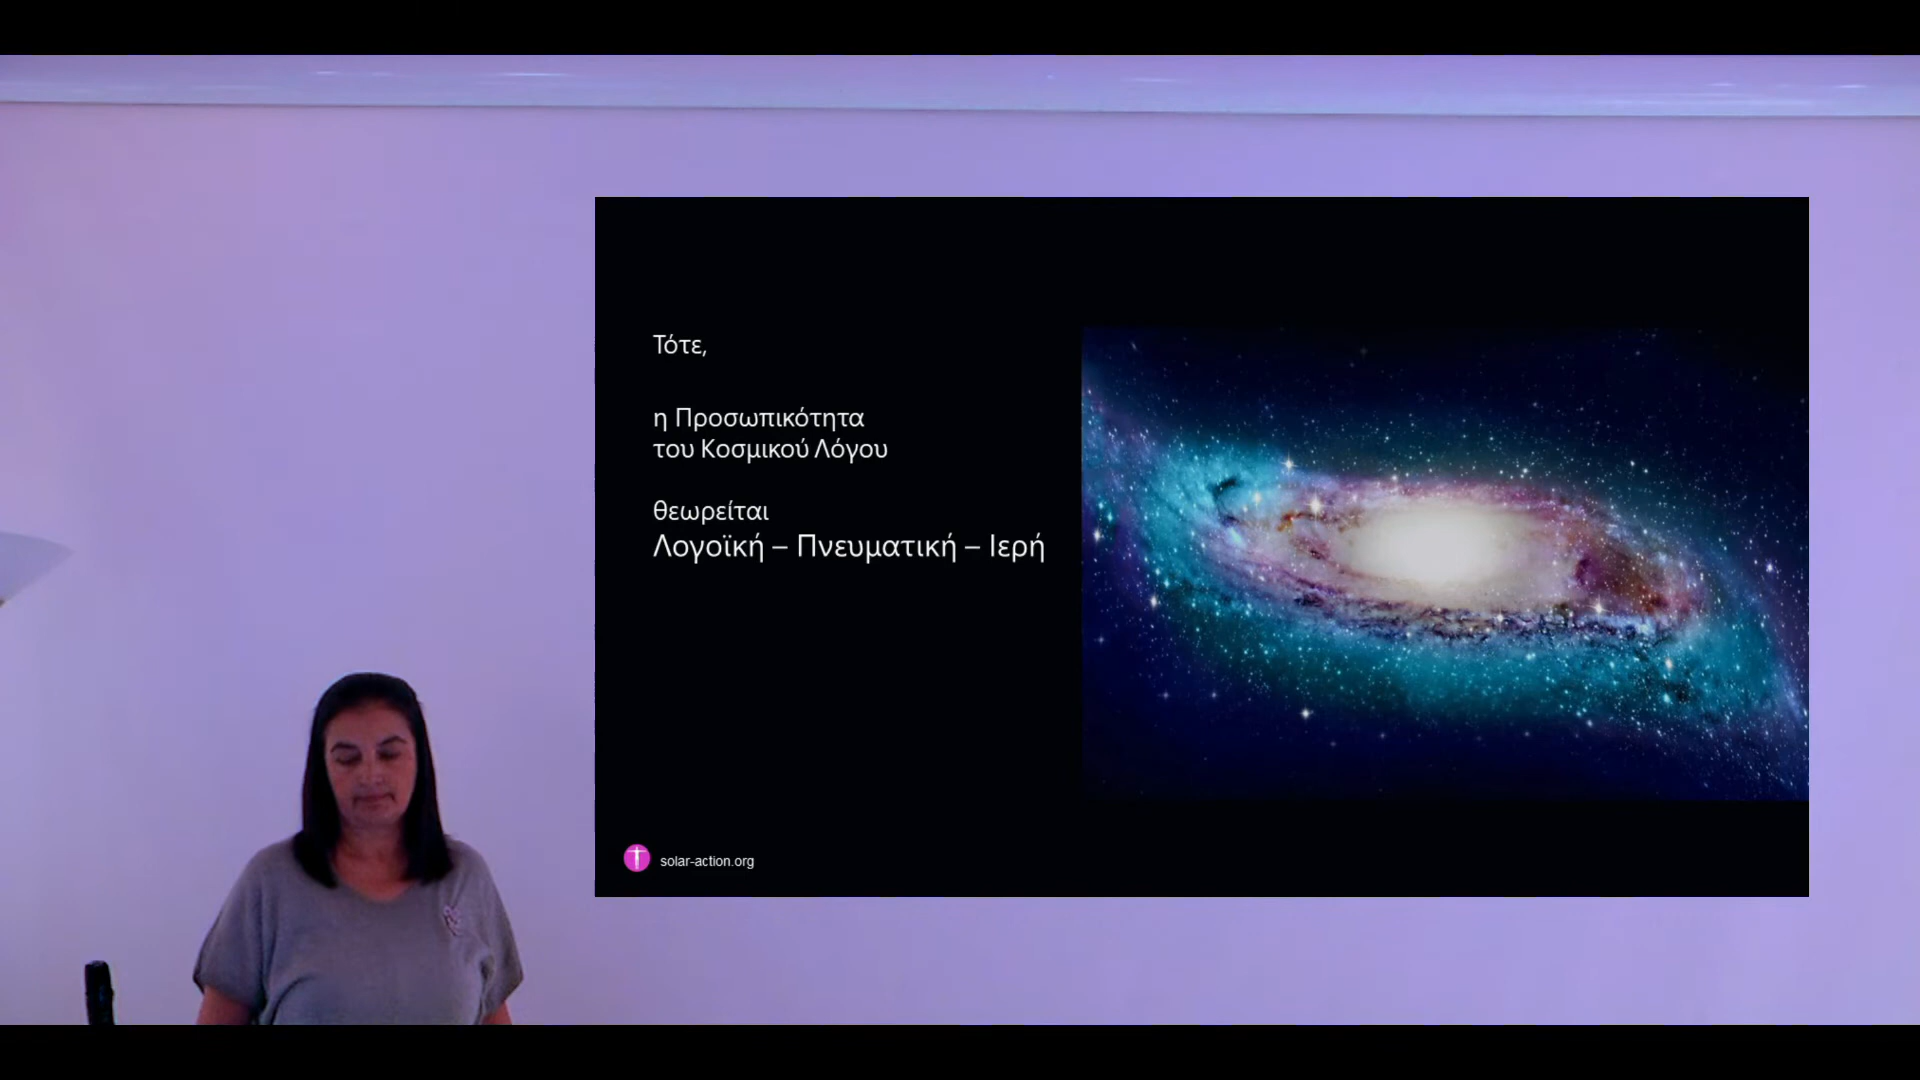 Τότε,
η Προσωπικότητα
του Κοσμικού Λόγου
θεωρείται
Λογοϊκή – Πνευματική – Ιερή
solar-action.org